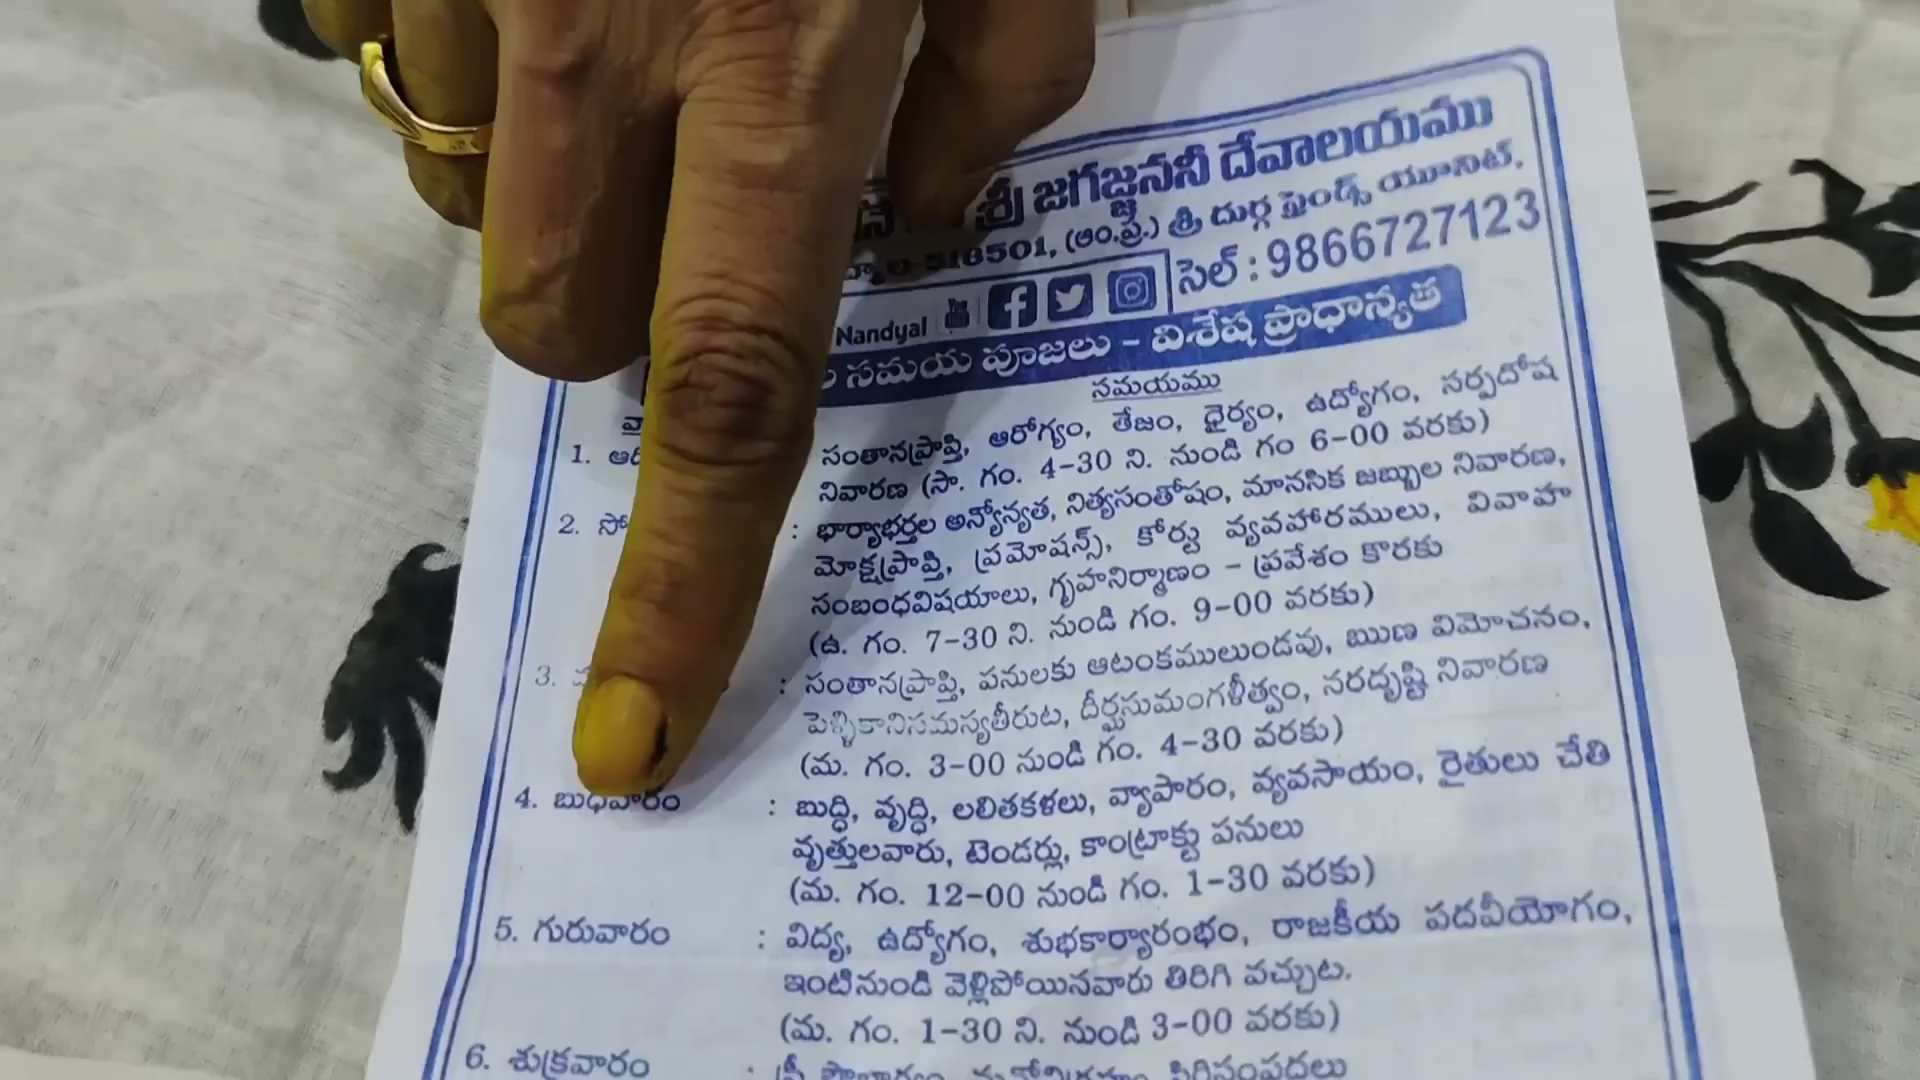 శ్రీ జగజ్జననీ దేవాలయము
518501, (ఆం.ప్ర.) శ్రీ దుర్గ ఫ్రెండ్స్ యూనిట్.
Nandyal సెల్ : 9866727123
సమయ పూజలు - విశేష ప్రాధాన్యత
సమయము
1. సంతానప్రాప్తి, ఆరోగ్యం, తేజం, ధైర్యం, ఉద్యోగం, సర్పదోష
నివారణ (సా. గం. 4-30 ని. నుండి గం 6-00 వరకు)
2. : భార్యాభర్తల అన్యోన్యత, నిత్యసంతోషం, మానసిక జబ్బుల నివారణ,
మోక్షప్రాప్తి, ప్రమోషన్స్, కోర్టు వ్యవహారములు, వివాహ
సంబంధవిషయాలు, గృహనిర్మాణం - ప్రవేశం కొరకు
(ఉ. గం. 7-30 ని. నుండి గం. 9-00 వరకు)
3. : సంతానప్రాప్తి, పనులకు ఆటంకములుండవు, ఋణ విమోచనం,
పెళ్ళికానిసమస్యతీరుట, దీర్ఘసుమంగళీత్వం, నరదృష్టి నివారణ
(మ. గం. 3-00 నుండి గం. 4-30 వరకు)
4. బుధవారం : బుద్ధి, వృద్ధి, లలితకళలు, వ్యాపారం, వ్యవసాయం, రైతులు చేతి
వృత్తులవారు, టెండర్లు, కాంట్రాక్టు పనులు
(మ. గం. 12-00 నుండి గం. 1-30 వరకు)
5. గురువారం : విద్య, ఉద్యోగం, శుభకార్యారంభం, రాజకీయ పదవీయోగం,
ఇంటినుండి వెళ్లిపోయినవారు తిరిగి వచ్చుట.
(మ. గం. 1-30 ని. నుండి 3-00 వరకు)
6. శుక్రవారం :